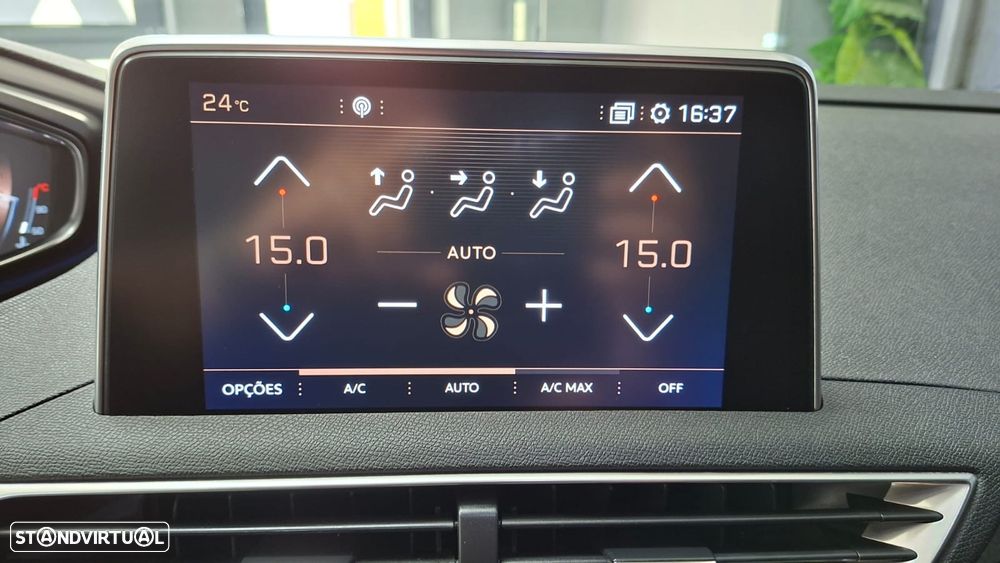 24°C 16:37
15.0 AUTO 15.0
OPÇÕES A/C AUTO A/C MAX OFF
STANDVIRTUAL